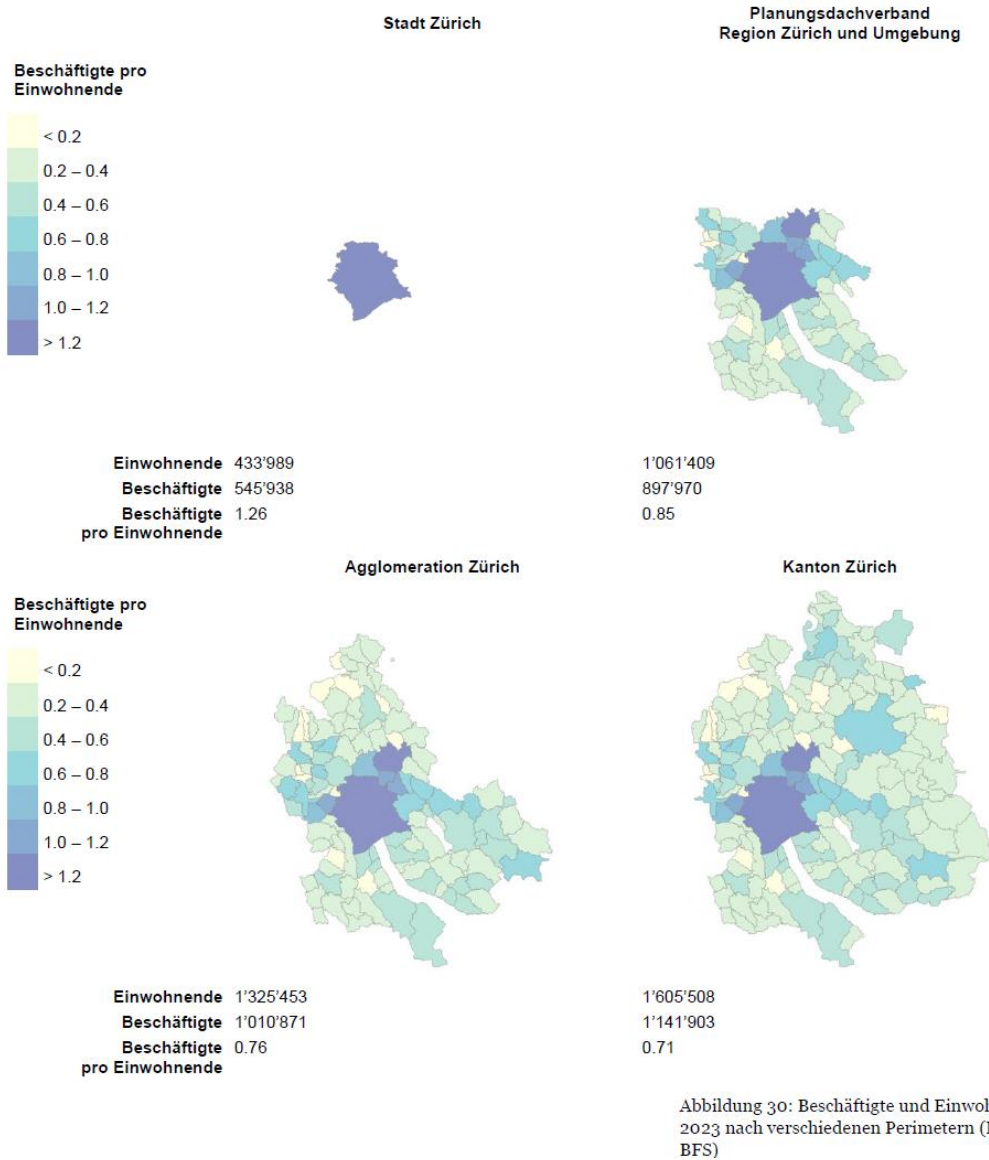 Stadt Zürich
Planungsdachverband
Region Zürich und Umgebung
Beschäftigte pro
Einwohnende
< 0.2
0.2 – 0.4
0.4 – 0.6
0.6 – 0.8
0.8 – 1.0
1.0 – 1.2
> 1.2
Einwohnende 433'989 1'061'409
Beschäftigte 545'938 897'970
Beschäftigte 1.26 0.85
pro Einwohnende
Agglomeration Zürich
Kanton Zürich
Beschäftigte pro
Einwohnende
< 0.2
0.2 – 0.4
0.4 – 0.6
0.6 – 0.8
0.8 – 1.0
1.0 – 1.2
> 1.2
Einwohnende 1'325'453 1'605'508
Beschäftigte 1'010'871 1'141'903
Beschäftigte 0.76 0.71
pro Einwohnende
Abbildung 30: Beschäftigte und
2023 nach verschiedenen Perimetern
BFS)